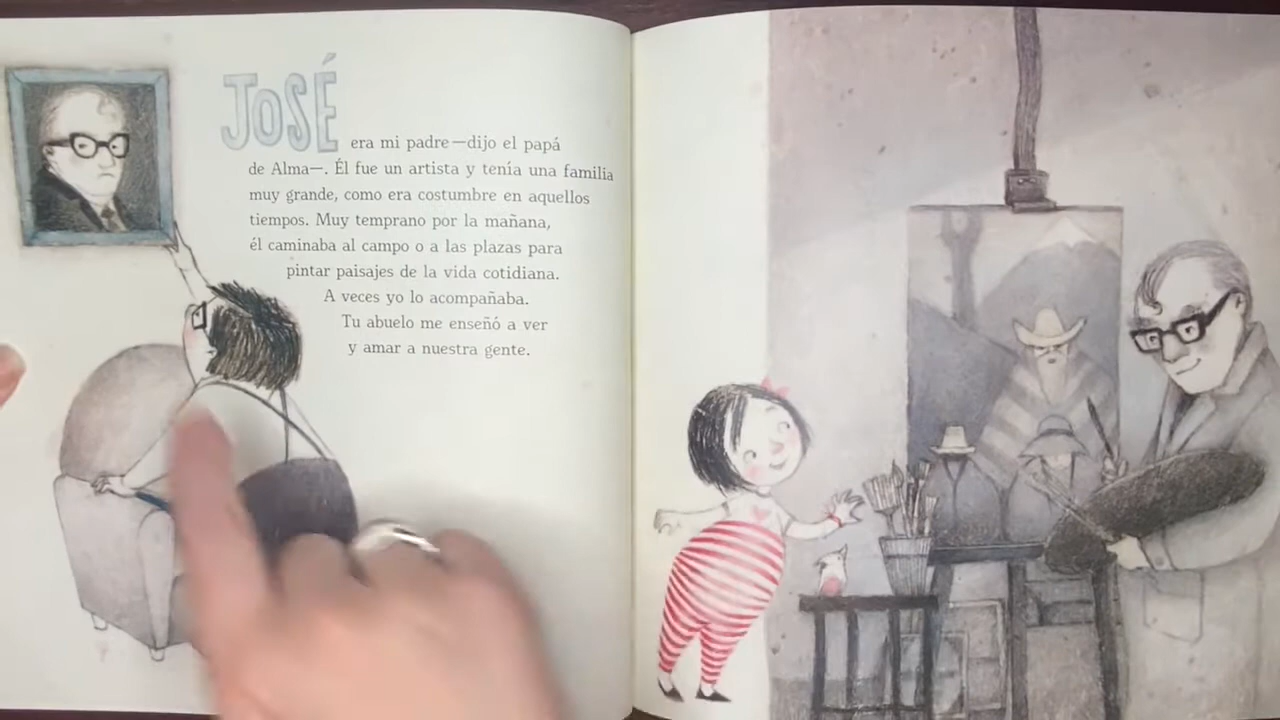 JOSÉ
era mi padre—dijo el papá
de Alma—. Él fue un artista y tenía una familia
muy grande, como era costumbre en aquellos
tiempos. Muy temprano por la mañana,
él caminaba al campo o a las plazas para
pintar paisajes de la vida cotidiana.
A veces yo lo acompañaba.
Tu abuelo me enseñó a ver
y amar a nuestra gente.